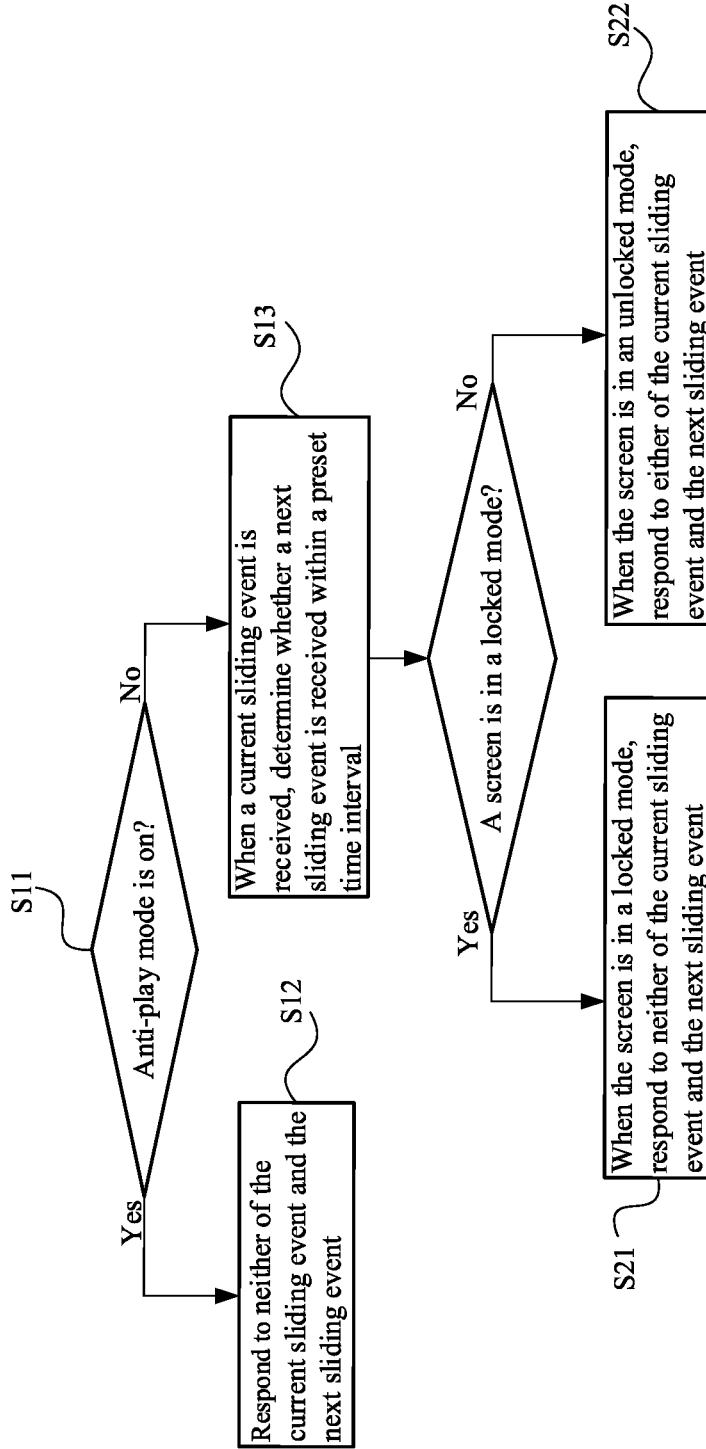 S11
Anti-play mode is on?
Yes
No
S12
Respond to neither of the
current sliding event and the
next sliding event
S13
When a current sliding event is
received, determine whether a next
sliding event is received within a preset
time interval
A screen is in a locked mode?
Yes
No
S21
When the screen is in a locked mode,
respond to neither of the current sliding
event and the next sliding event
S22
When the screen is in an unlocked mode,
respond to either of the current sliding
event and the next sliding event